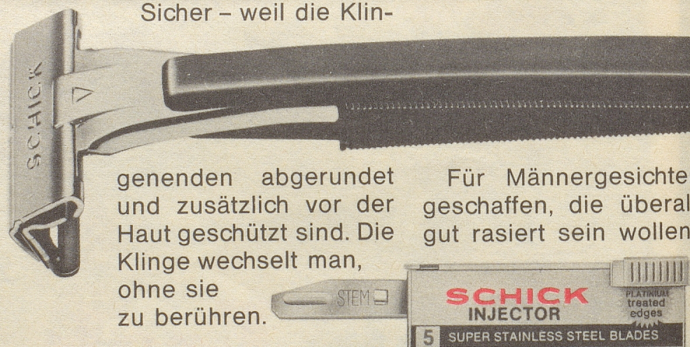 Sicher – weil die Klin-
SCHICK
genenden abgerundet
und zusätzlich vor der
Haut geschützt sind. Die
Klinge wechselt man,
ohne sie
zu berühren.
Für Männergesichte
geschaffen, die überal
gut rasiert sein wollen
STEM
SCHICK
INJECTOR
PLATINUM
treated
edges
5 SUPER STAINLESS STEEL BLADES